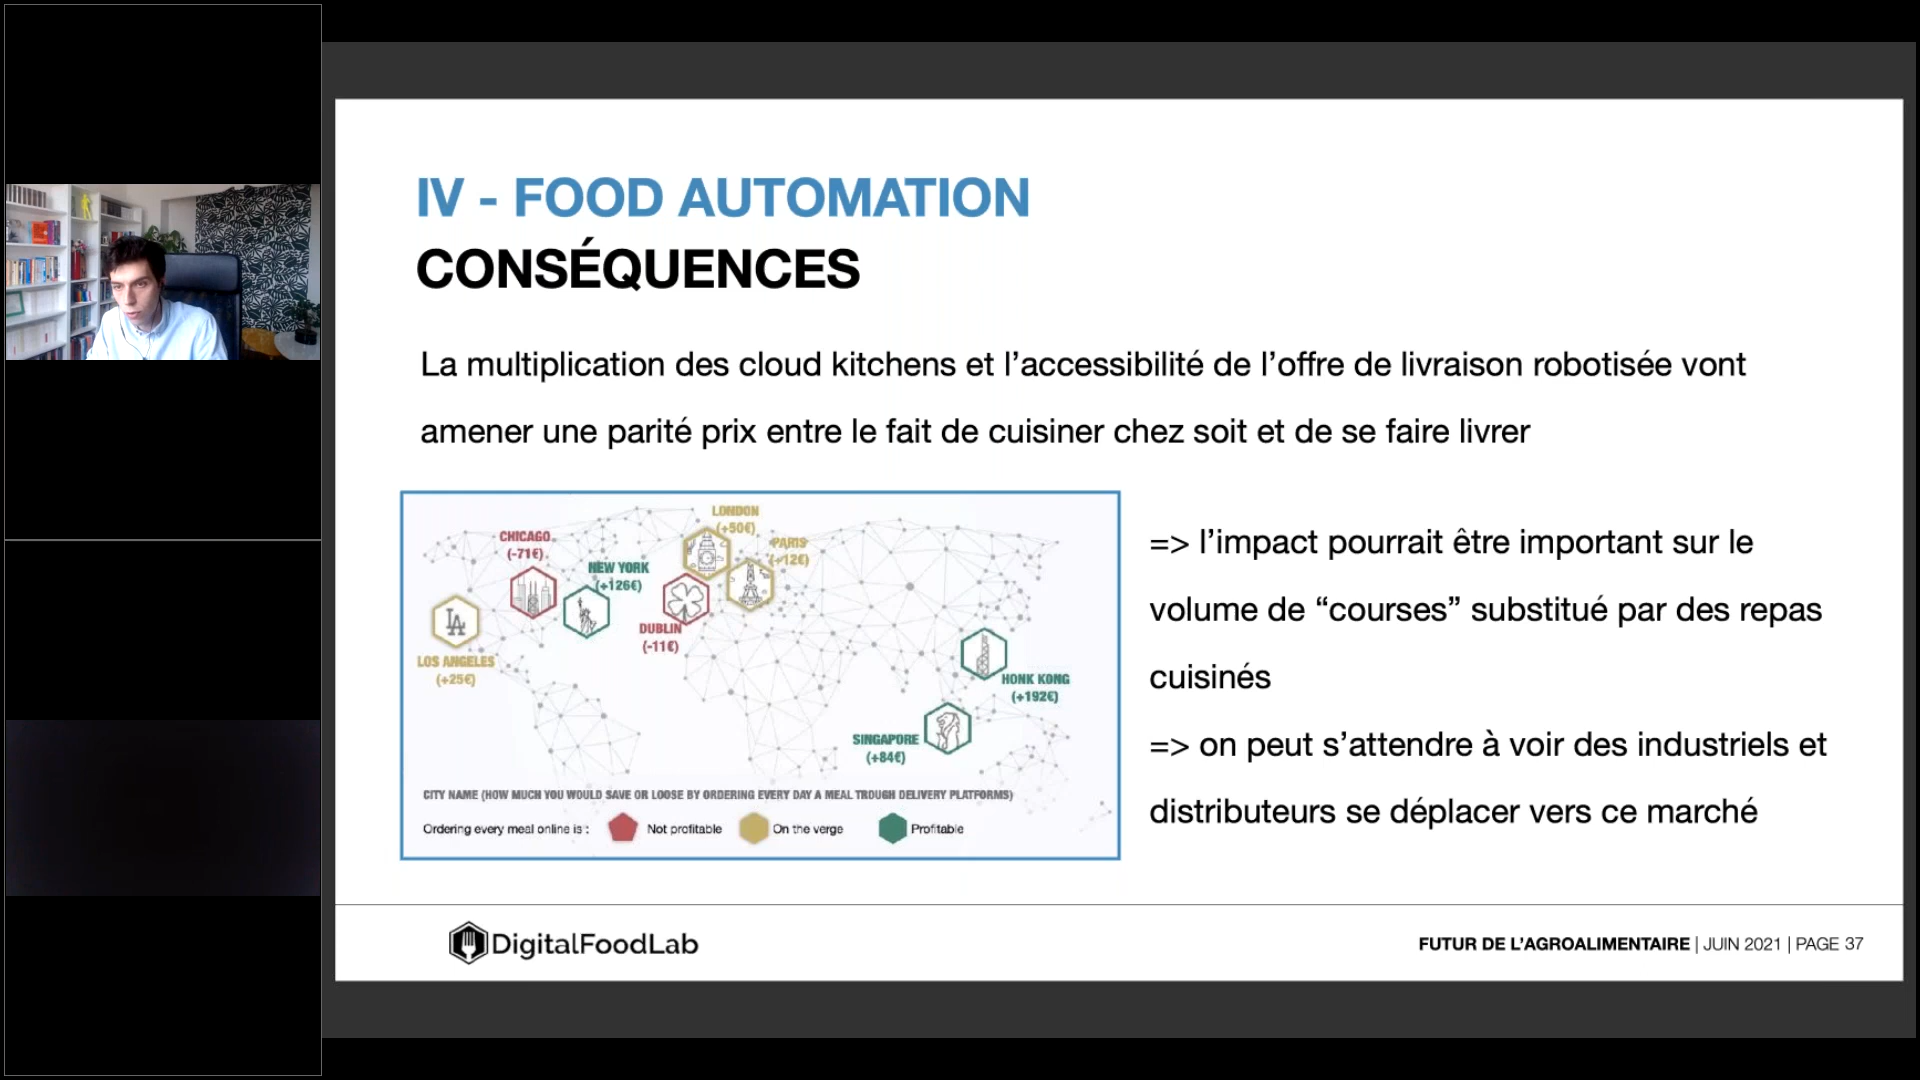 IV - FOOD AUTOMATION
CONSÉQUENCES
La multiplication des cloud kitchens et l’accessibilité de l’offre de livraison robotisée vont
amener une parité prix entre le fait de cuisiner chez soit et de se faire livrer
LONDON
(+50€)
CHICAGO
(-71€)
PARIS
(+12€)
NEW YORK
(+126€)
LA
DUBLIN
(-11€)
LOS ANGELES
(+25€)
HONK KONG
(+192€)
SINGAPORE
(+84€)
CITY NAME (HOW MUCH YOU WOULD SAVE OR LOOSE BY ORDERING EVERY DAY A MEAL TROUGH DELIVERY PLATFORMS)
Ordering every meal online is : Not profitable On the verge Profitable
=> l’impact pourrait être important sur le
volume de “courses” substitué par des repas
cuisinés
=> on peut s’attendre à voir des industriels et
distributeurs se déplacer vers ce marché
DigitalFoodLab
FUTUR DE L’AGROALIMENTAIRE | JUIN 2021 | PAGE 37